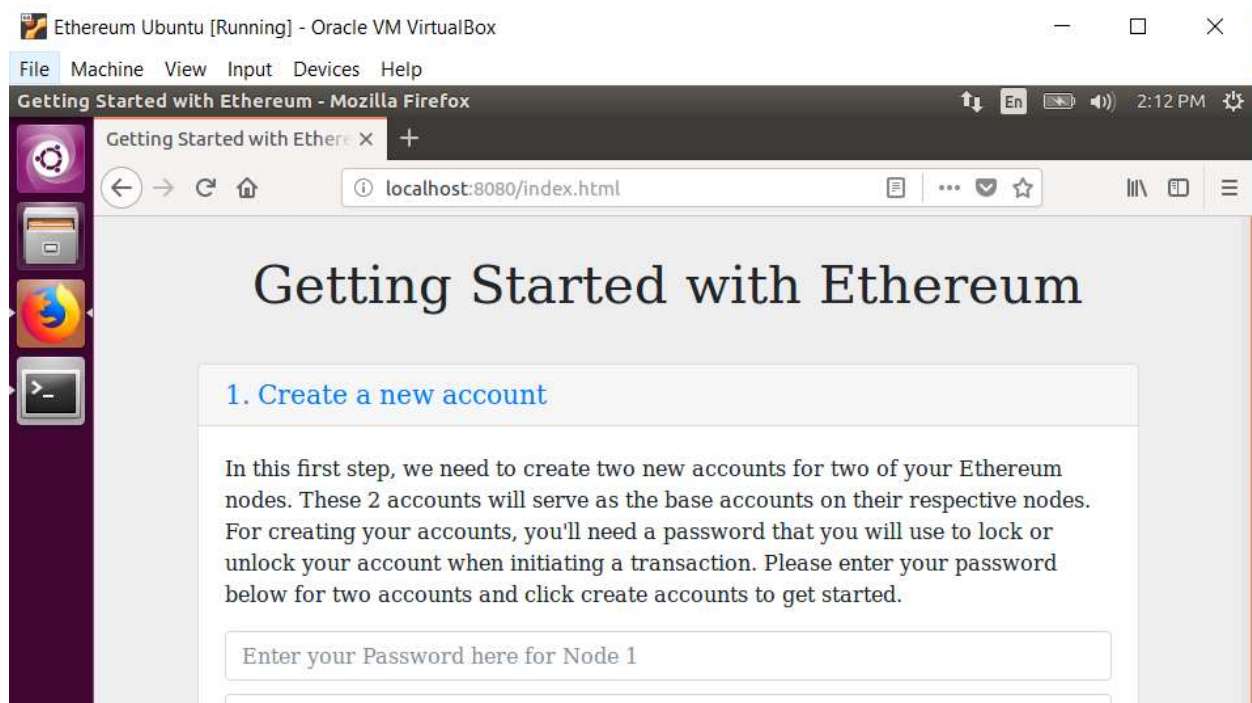 Ethereum Ubuntu [Running] - Oracle VM VirtualBox
File Machine View Input Devices Help
Getting Started with Ethereum - Mozilla Firefox En 2:12 PM
Getting Started with Ethere
localhost:8080/index.html
Getting Started with Ethereum
1. Create a new account
In this first step, we need to create two new accounts for two of your Ethereum
nodes. These 2 accounts will serve as the base accounts on their respective nodes.
For creating your accounts, you'll need a password that you will use to lock or
unlock your account when initiating a transaction. Please enter your password
below for two accounts and click create accounts to get started.
Enter your Password here for Node 1